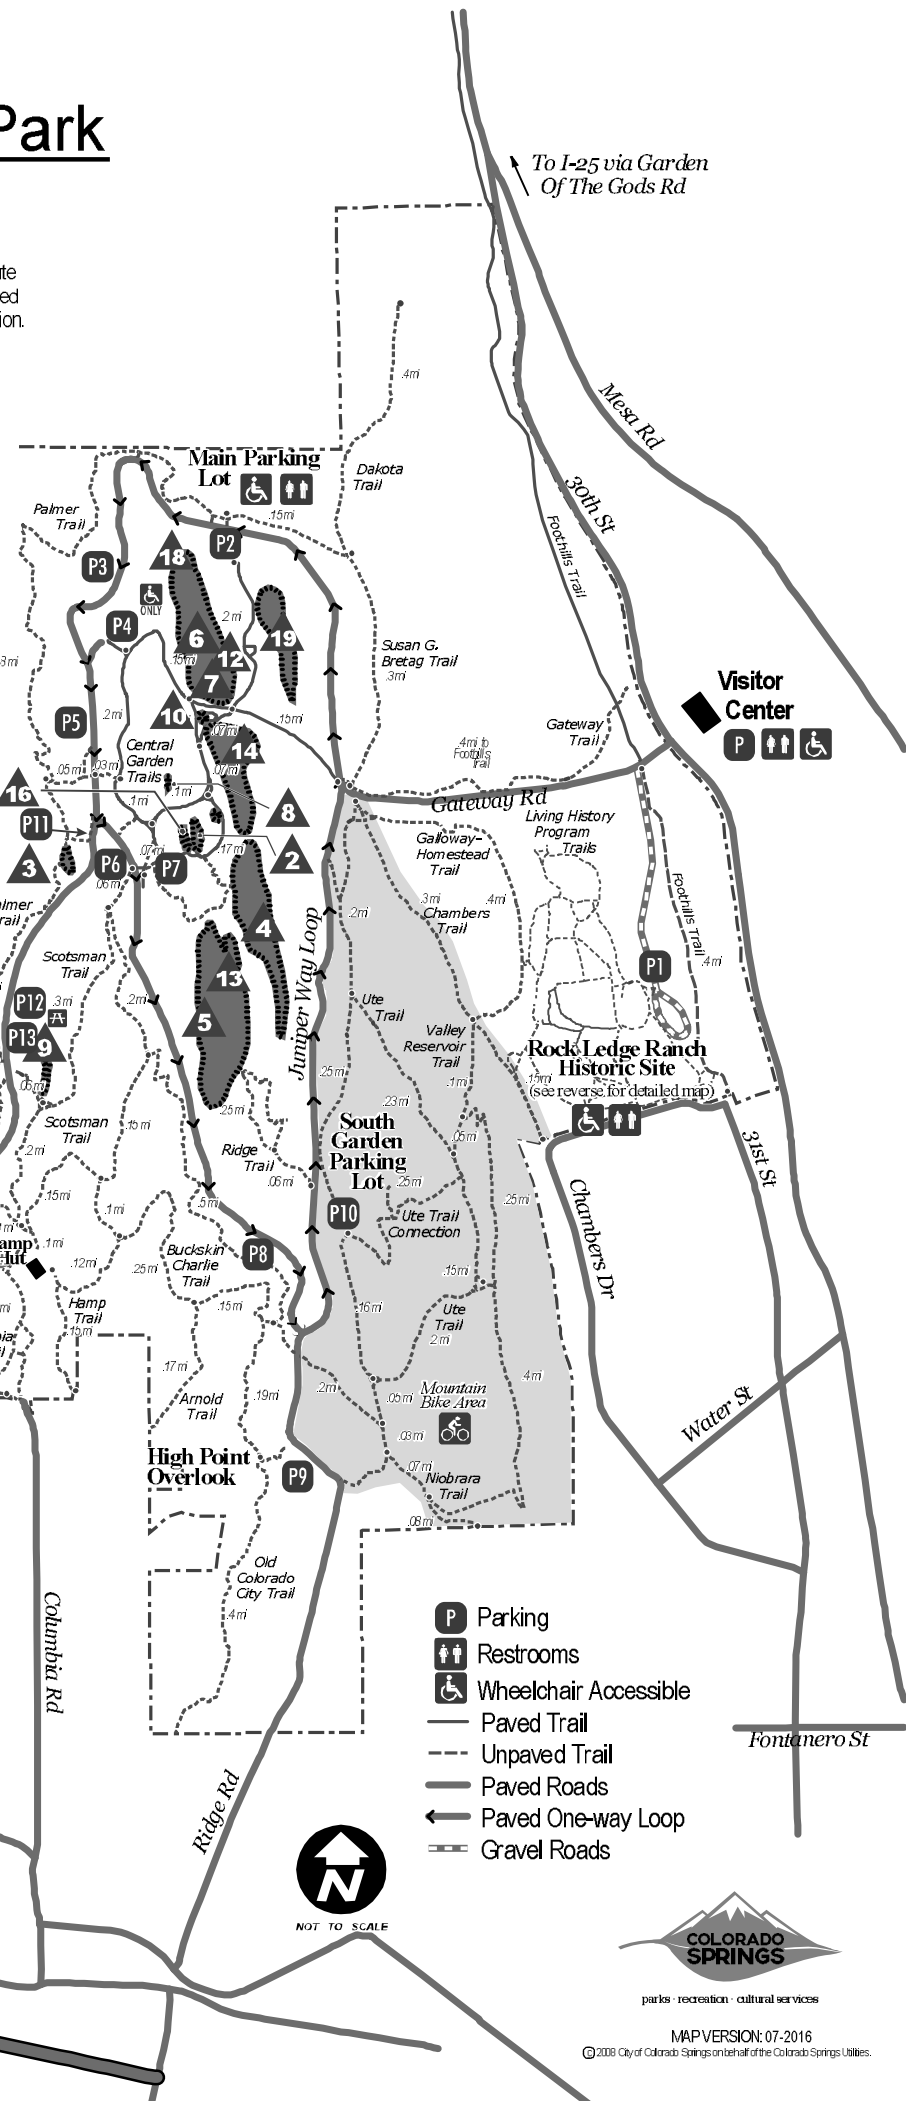 Park
To I-25 via Garden
Of The Gods Rd
ion.
.4mi
Mesa Rd
Main Parking
Lot
Dakota
Trail
30th St
Palmer
Trail
.15mi
P2
18
P3
Foothills Trail
ONLY
P4
.2mi
6
12
19
Susan G.
Bretag Trail
.3mi
.15mi
7
Visitor
Center
P
10
.15mi
P5
.2mi
.07mi
14
Gateway
Trail
.4mi to
Foothills
Trail
Central
Garden
Trails
.05mi
.03mi
.07mi
16
.1mi
.1mi
8
Gateway Rd
Living History
Program
Trails
P11
Galloway-
Homestead
Trail
3
P6
.07mi
P7
.17mi
2
.06mi
.3mi
.4mi
Foothills Trail
Chambers
Trail
.2mi
4
Scotsman
Trail
.4mi
P1
13
Juniper Way Loop
P12
.3mi
.2mi
Ute
Trail
5
P13
9
Valley
Reservoir
Trail
Rock Ledge Ranch
Historic Site
(see reverse for detailed map)
.25mi
.1mi
.15mi
.05mi
.23mi
.25mi
Scotsman
Trail
.15mi
South
Garden
Parking
Lot
.05mi
31st St
.2mi
Ridge
Trail
.06mi
.25mi
.25mi
.15mi
.5mi
P10
Ute Trail
Connection
Chambers Dr
.1mi
.1mi
P8
Buckskin
Charlie
Trail
.12mi
.25mi
.15mi
Hamp
Trail
.15mi
.15mi
.16mi
Ute
Trail
.2mi
.17mi
.4mi
.2mi
.05mi
Mountain
Bike Area
Arnold
Trail
.19mi
Water St
.03mi
High Point
Overlook
P9
.07mi
Niobrara
Trail
.08mi
Old
Colorado
City Trail
.4mi
Columbia Rd
P Parking
Restrooms
Wheelchair Accessible
Paved Trail
Unpaved Trail
Fontanero St
Paved Roads
Paved One-way Loop
Gravel Roads
Ridge Rd
N
NOT TO SCALE
COLORADO
SPRINGS
parks · recreation · cultural services
MAP VERSION: 07-2016
© 2008 City of Colorado Springs on behalf of the Colorado Springs Utilities.